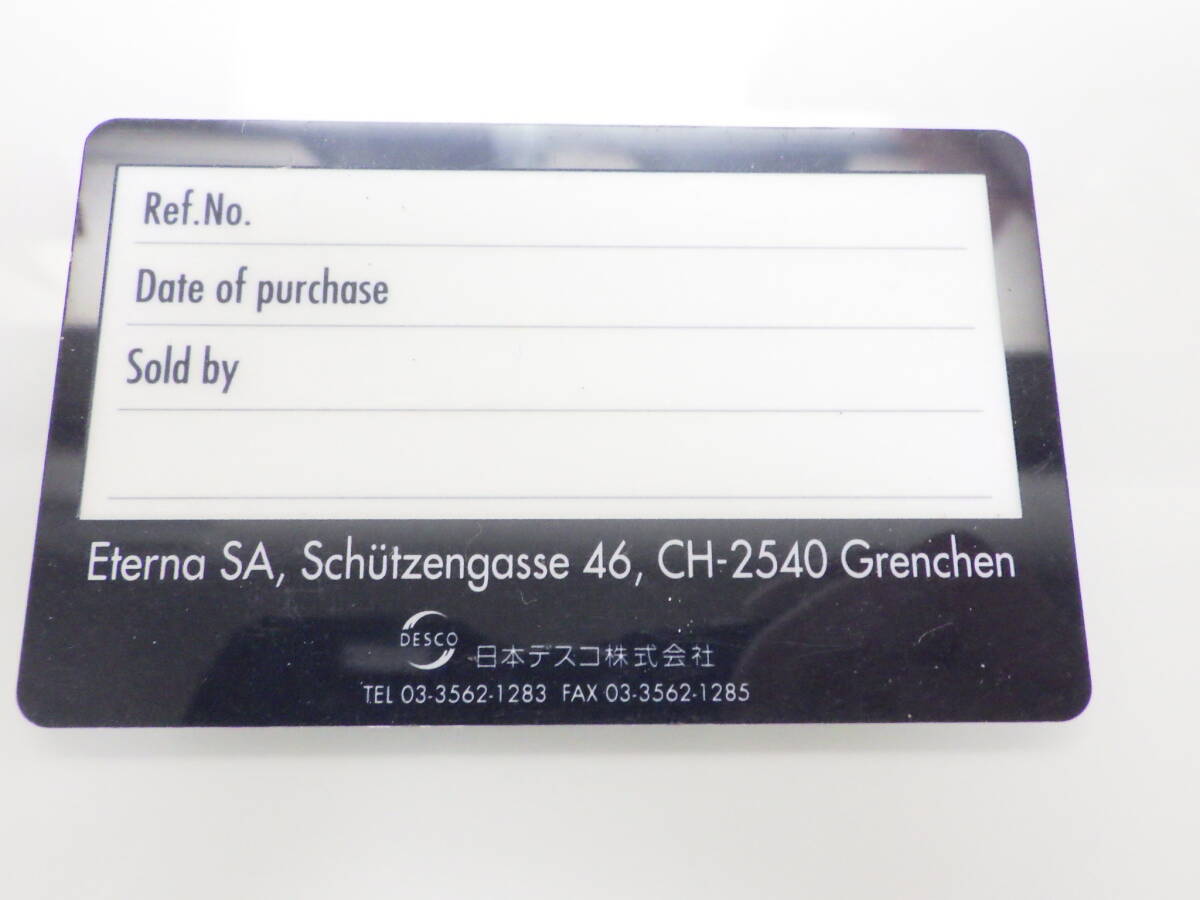 Ref.No.
Date of purchase
Sold by
Eterna SA, Schützengasse 46, CH-2540 Grenchen
DESCO 日本デスコ株式会社
TEL 03-3562-1283 FAX 03-3562-1285